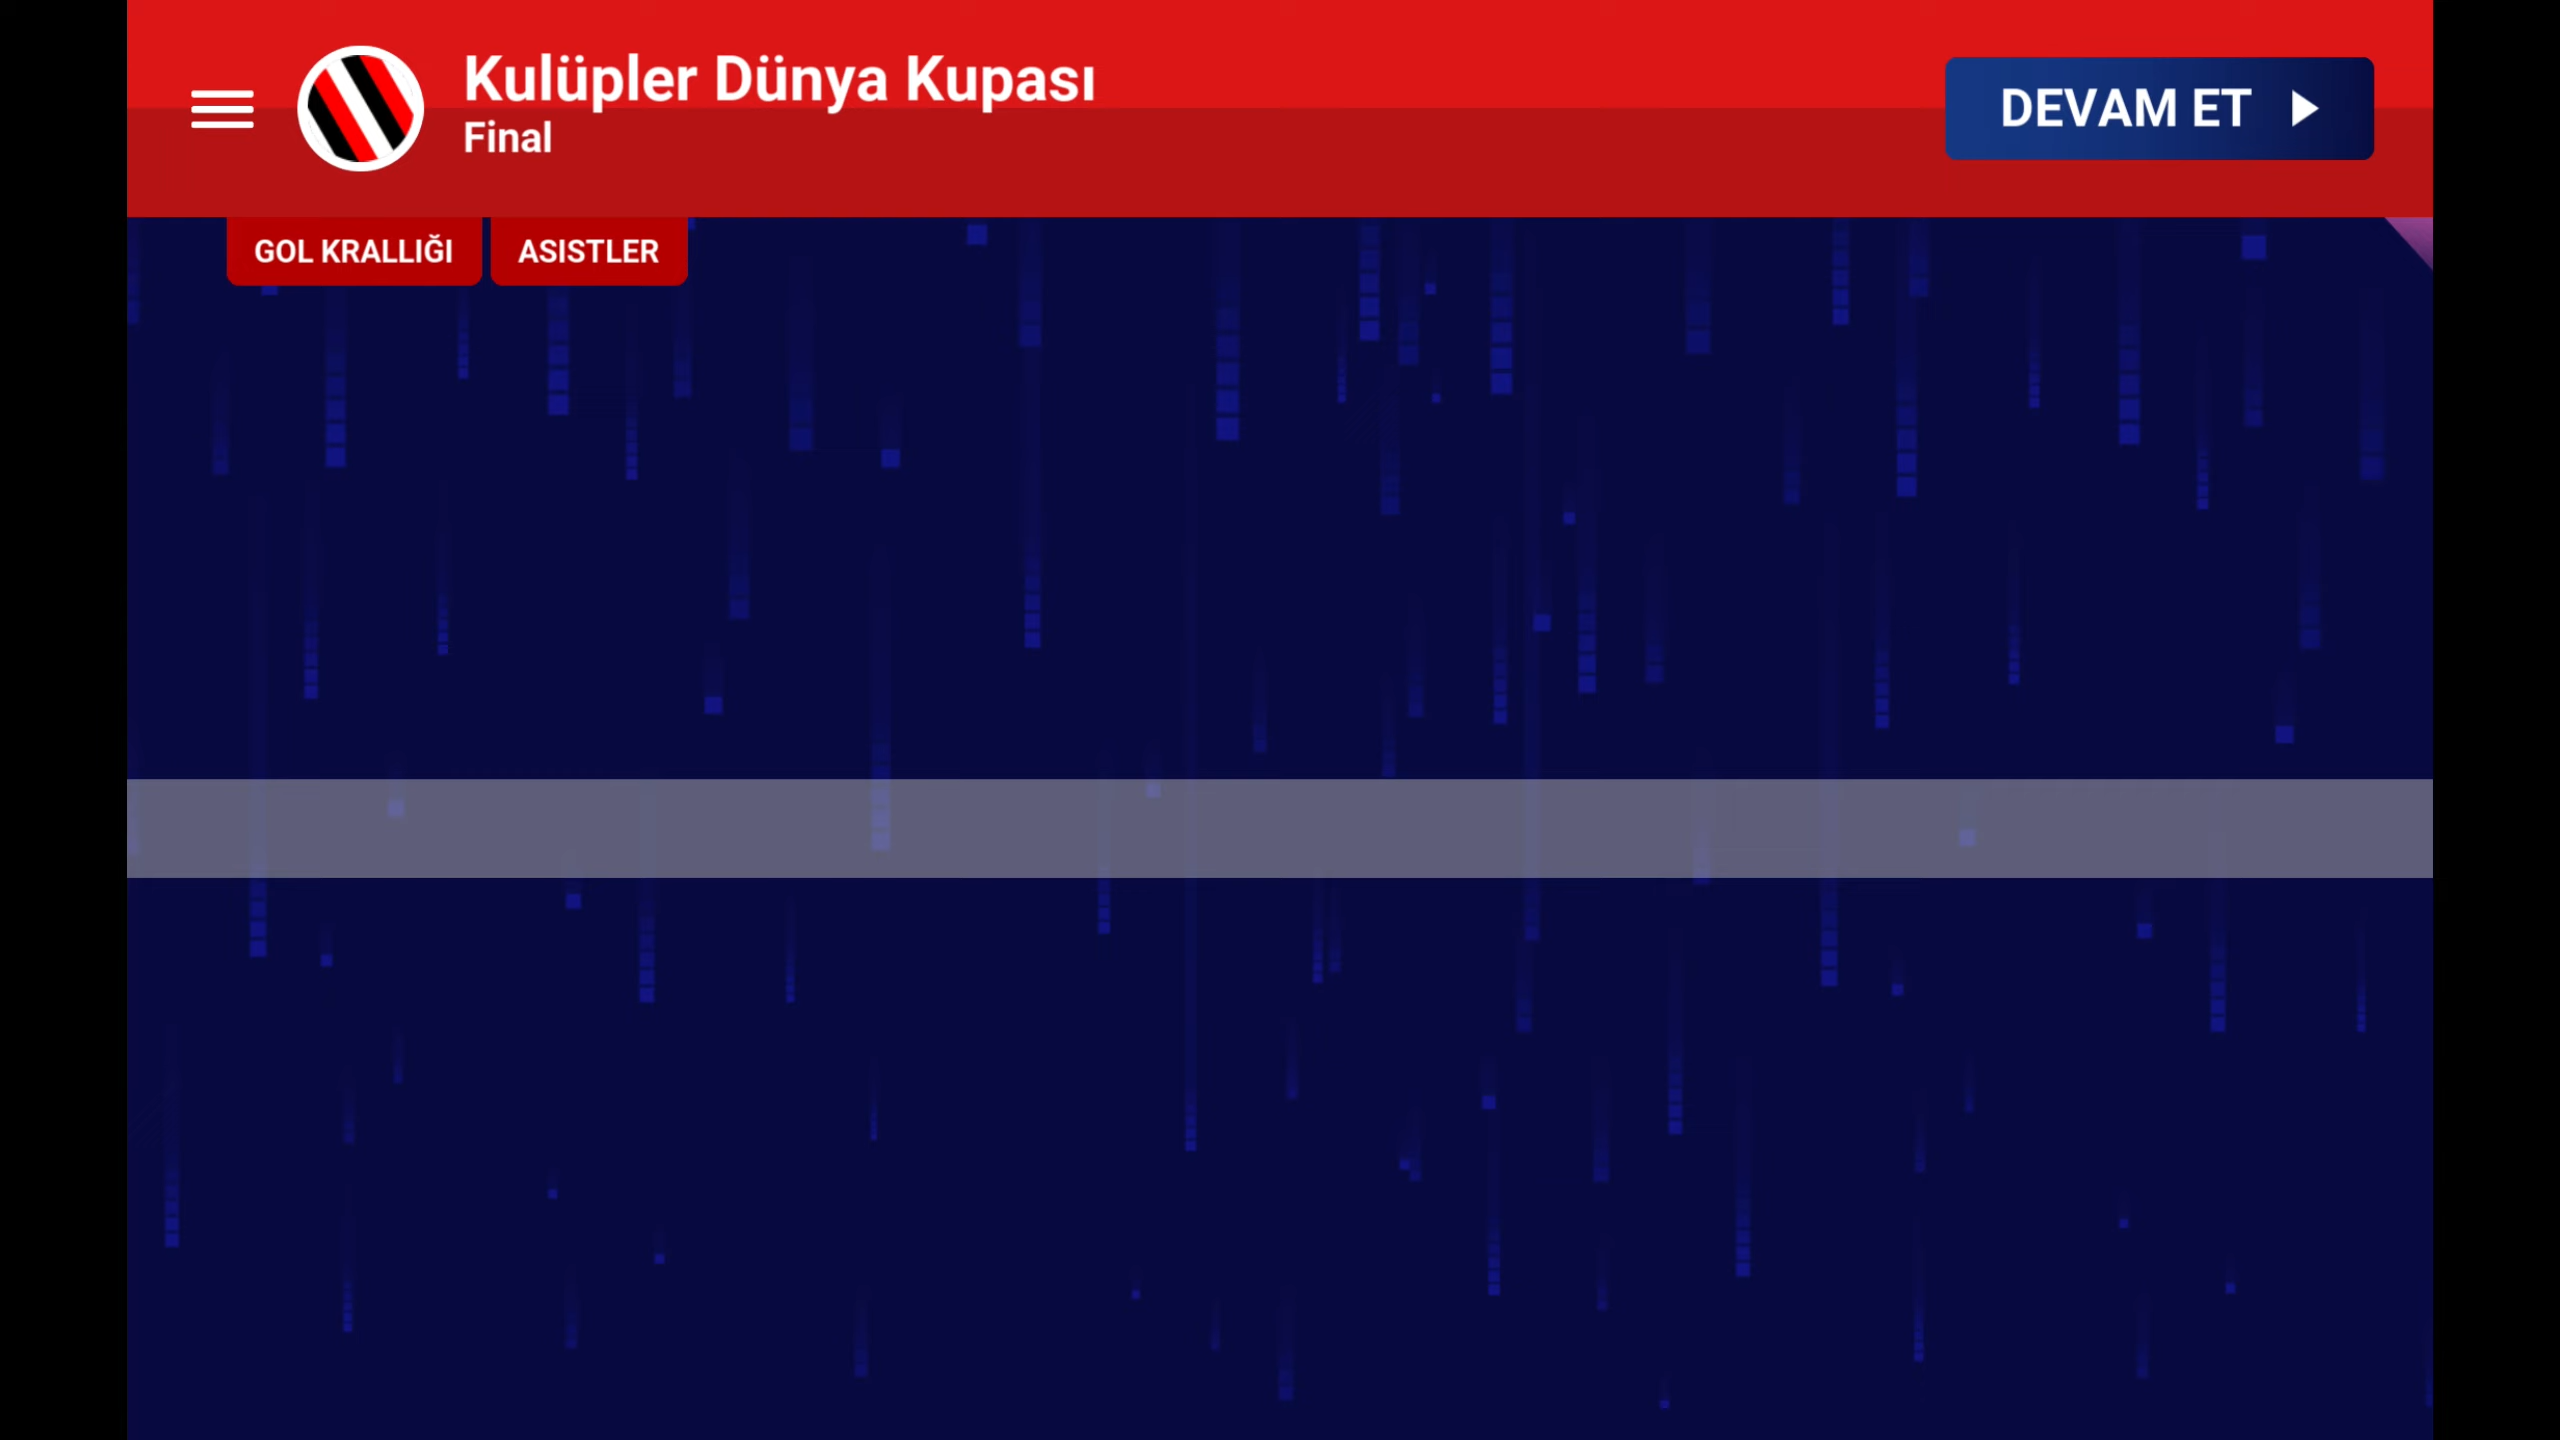 Kulüpler Dünya Kupası
Final
DEVAM ET
GOL KRALLIĞI
ASISTLER